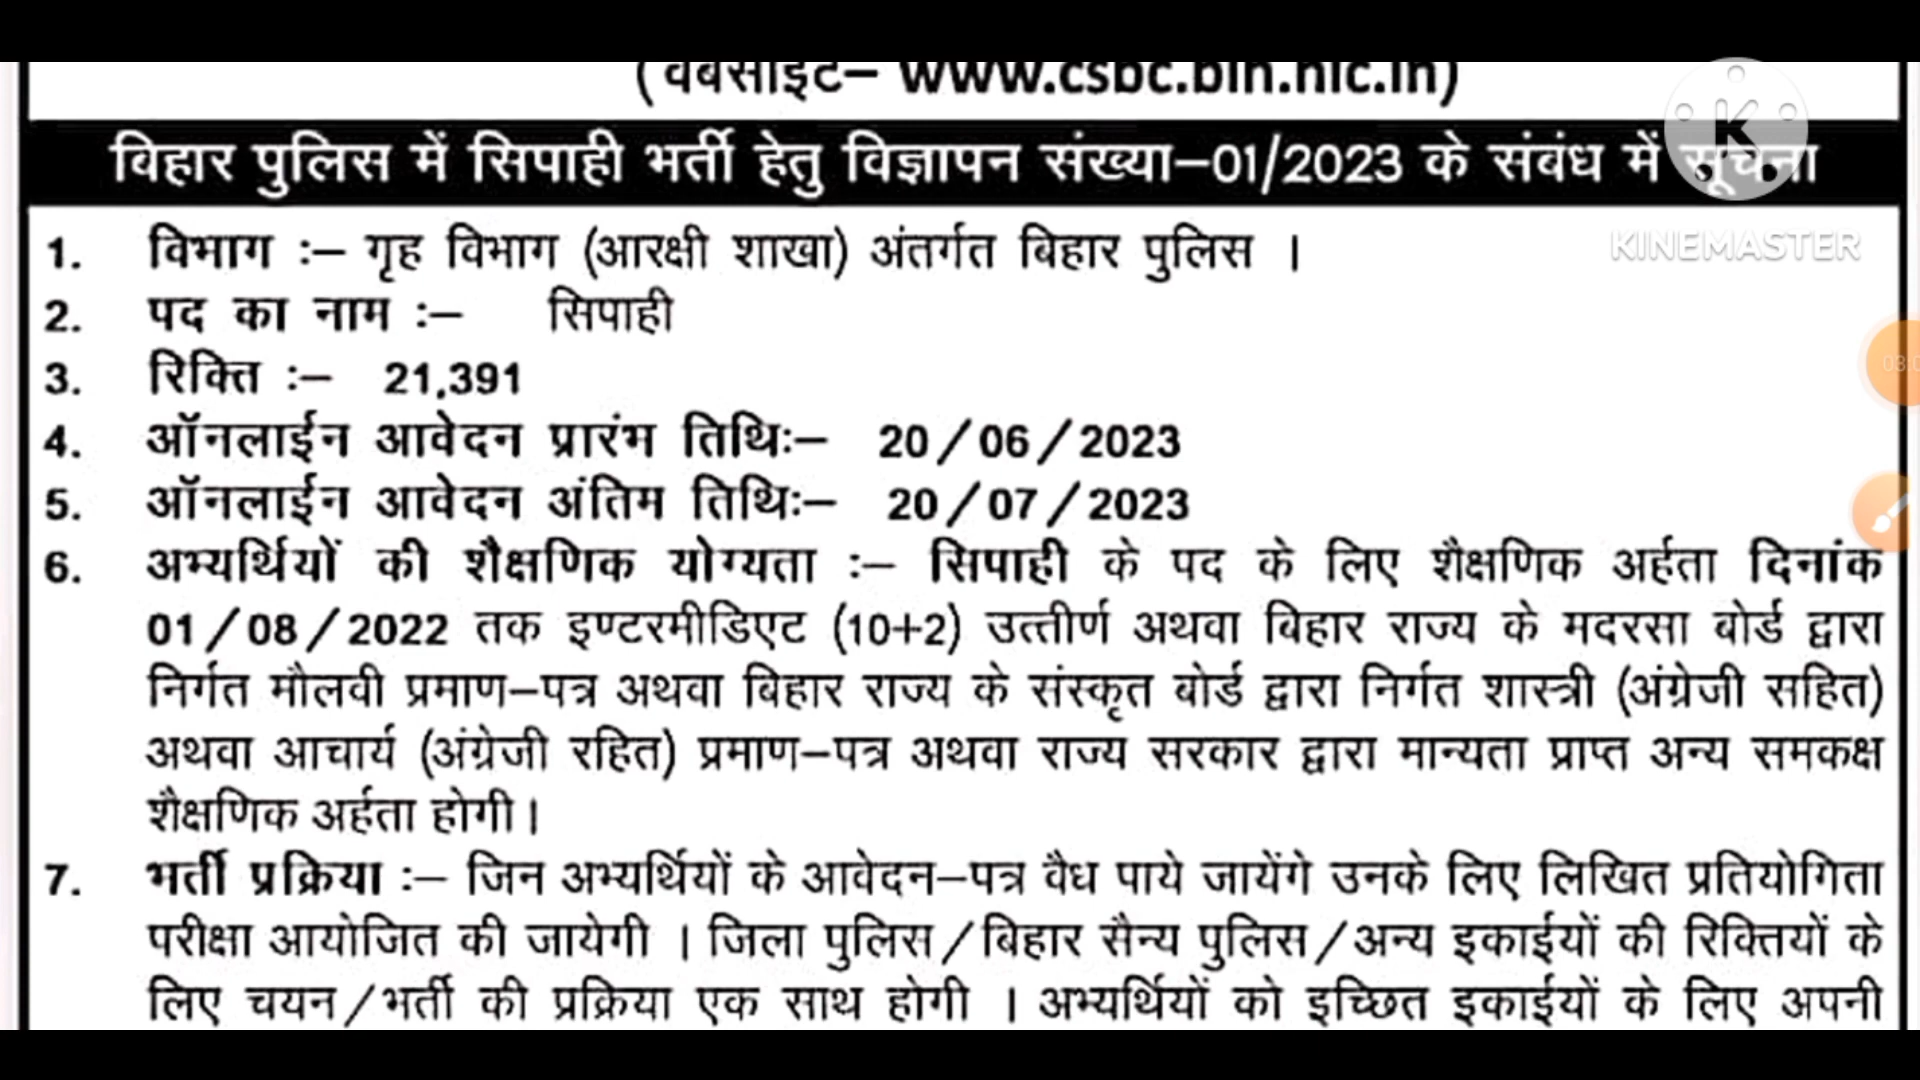 (वेबसाइट– www.csbc.bih.nic.in)
बिहार पुलिस में सिपाही भर्ती हेतु विज्ञापन संख्या–01/2023 के संबंध में सूचना
1. विभाग :– गृह विभाग (आरक्षी शाखा) अंतर्गत बिहार पुलिस ।
KINEMASTER
2. पद का नाम :– सिपाही
3. रिक्ति :– 21,391
4. ऑनलाईन आवेदन प्रारंभ तिथि:– 20/06/2023
5. ऑनलाईन आवेदन अंतिम तिथि:– 20/07/2023
6. अभ्यर्थियों की शैक्षणिक योग्यता :– सिपाही के पद के लिए शैक्षणिक अर्हता दिनांक
01/08/2022 तक इण्टरमीडिएट (10+2) उत्तीर्ण अथवा बिहार राज्य के मदरसा बोर्ड द्वारा
निर्गत मौलवी प्रमाण–पत्र अथवा बिहार राज्य के संस्कृत बोर्ड द्वारा निर्गत शास्त्री (अंग्रेजी सहित)
अथवा आचार्य (अंग्रेजी रहित) प्रमाण–पत्र अथवा राज्य सरकार द्वारा मान्यता प्राप्त अन्य समकक्ष
शैक्षणिक अर्हता होगी।
7. भर्ती प्रक्रिया :– जिन अभ्यर्थियों के आवेदन–पत्र वैध पाये जायेंगे उनके लिए लिखित प्रतियोगिता
परीक्षा आयोजित की जायेगी । जिला पुलिस/बिहार सैन्य पुलिस/अन्य इकाईयों की रिक्तियों के
लिए चयन/भर्ती की प्रक्रिया एक साथ होगी । अभ्यर्थियों को इच्छित इकाईयों के लिए अपनी